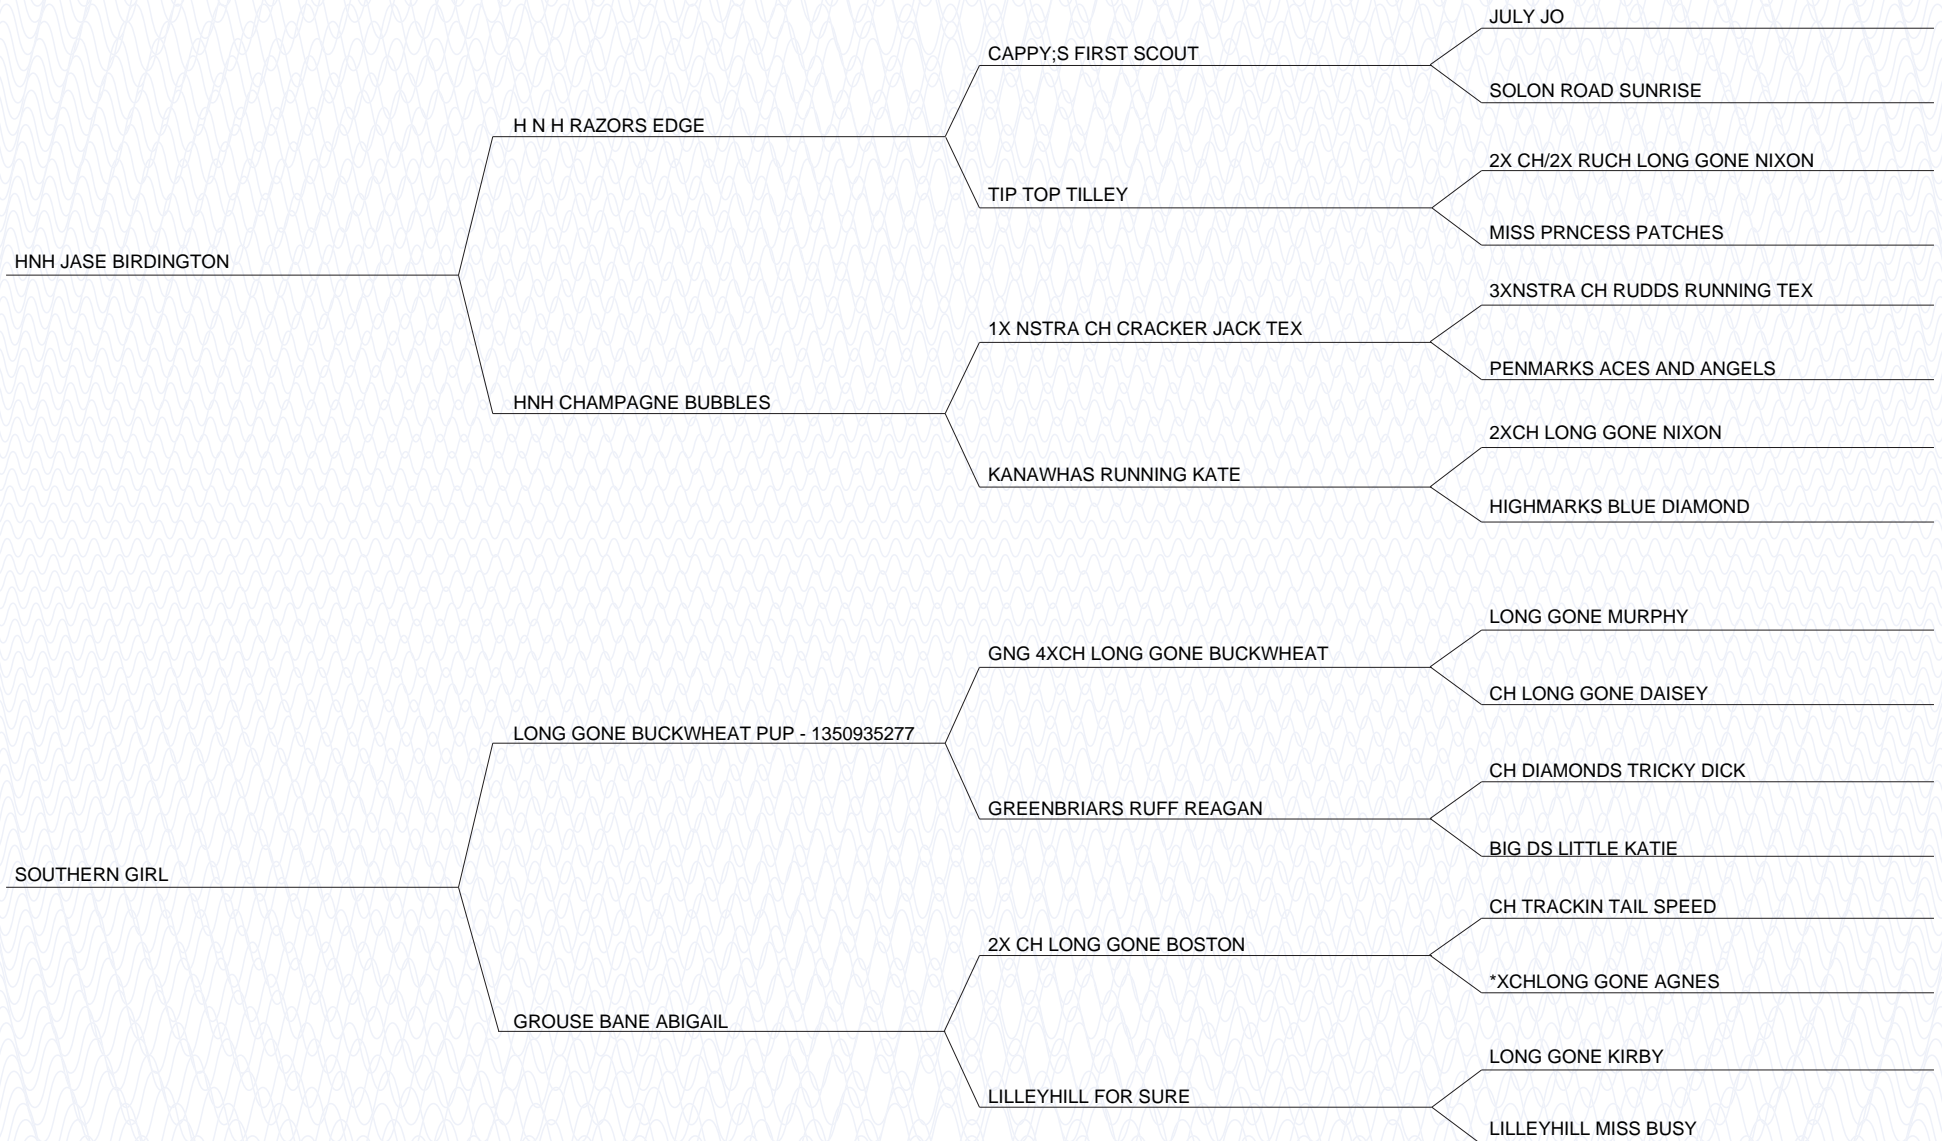 JULY JO
CAPPY;S FIRST SCOUT
SOLON ROAD SUNRISE
H N H RAZORS EDGE
2X CH/2X RUCH LONG GONE NIXON
TIP TOP TILLEY
MISS PRNCESS PATCHES
HNH JASE BIRDINGTON
3XNSTRA CH RUDDS RUNNING TEX
1X NSTRA CH CRACKER JACK TEX
PENMARKS ACES AND ANGELS
HNH CHAMPAGNE BUBBLES
2XCH LONG GONE NIXON
KANAWHAS RUNNING KATE
HIGHMARKS BLUE DIAMOND
LONG GONE MURPHY
GNG 4XCH LONG GONE BUCKWHEAT
CH LONG GONE DAISEY
LONG GONE BUCKWHEAT PUP - 1350935277
CH DIAMONDS TRICKY DICK
GREENBRIARS RUFF REAGAN
BIG DS LITTLE KATIE
SOUTHERN GIRL
CH TRACKIN TAIL SPEED
2X CH LONG GONE BOSTON
*XCHLONG GONE AGNES
GROUSE BANE ABIGAIL
LONG GONE KIRBY
LILLEYHILL FOR SURE
LILLEYHILL MISS BUSY